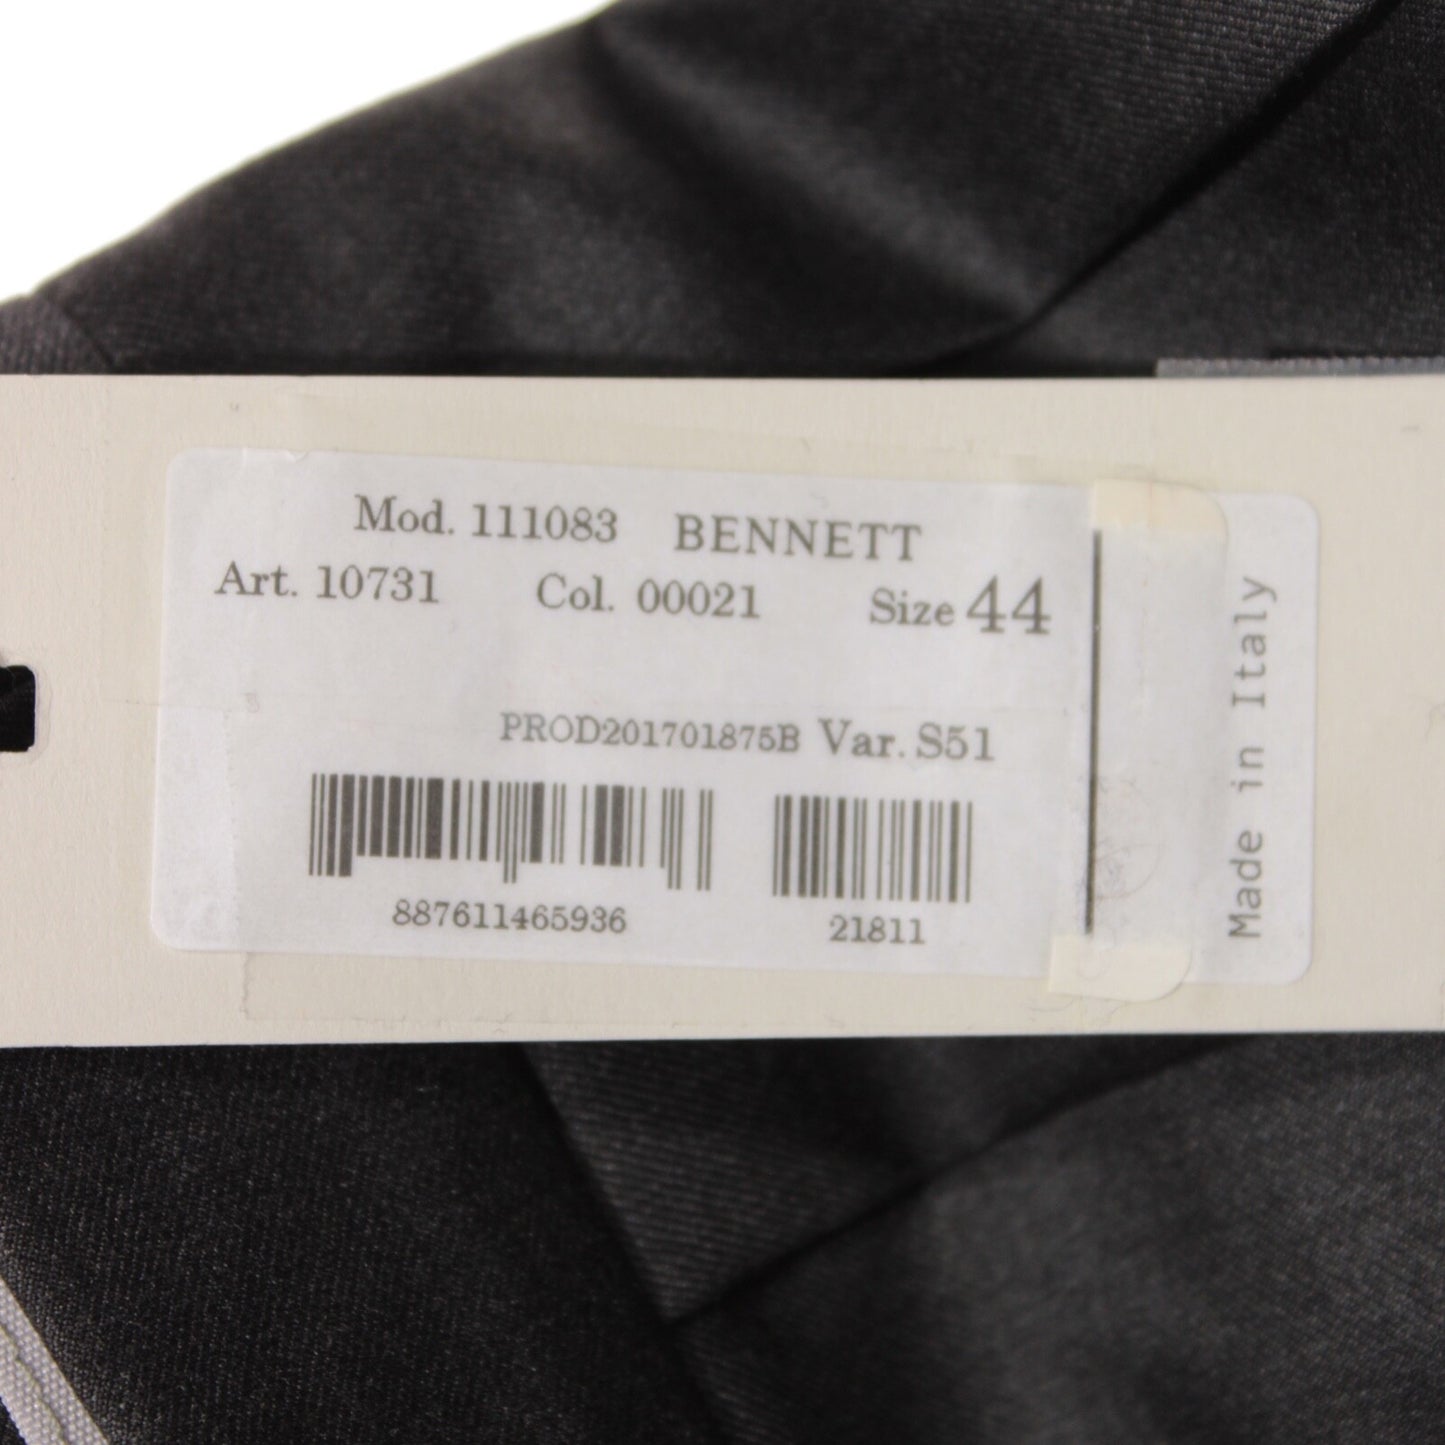 Mod. 111083 BENNETT
Art. 10731 Col. 00021 Size 44
PROD201701875B Var. S51
887611465936
21811
Made in Italy